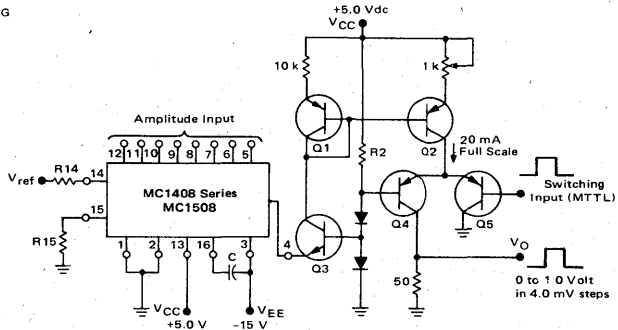 G
+5.0 Vdc
VCC
10 k
1 k
Amplitude Input
12 11 10 9 8 7 6 5
Q1
Q2
20 mA
Full Scale
R2
Vref
R14
14
MC1408 Series
MC1508
Switching
Input (MTTL)
15
Q4
Q5
R15
1 2 13 16 3
4
Q3
C
VO
50
0 to 1 0 Volt
in 4.0 mV steps
VCC
+5.0 V
VEE
-15 V